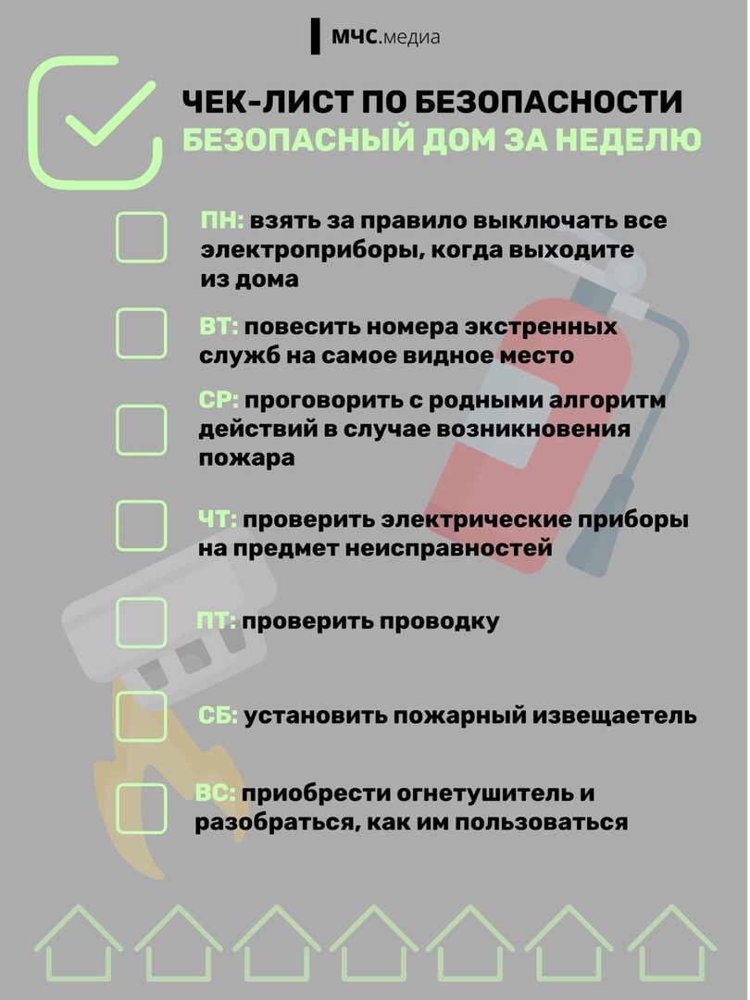 МЧС.медиа
ЧЕК-ЛИСТ ПО БЕЗОПАСНОСТИ
БЕЗОПАСНЫЙ ДОМ ЗА НЕДЕЛЮ
ПН: взять за правило выключать все
электроприборы, когда выходите
из дома
ВТ: повесить номера экстренных
служб на самое видное место
СР: проговорить с родными алгоритм
действий в случае возникновения
пожара
ЧТ: проверить электрические приборы
на предмет неисправностей
ПТ: проверить проводку
СБ: установить пожарный извещаетель
ВС: приобрести огнетушитель и
разобраться, как им пользоваться